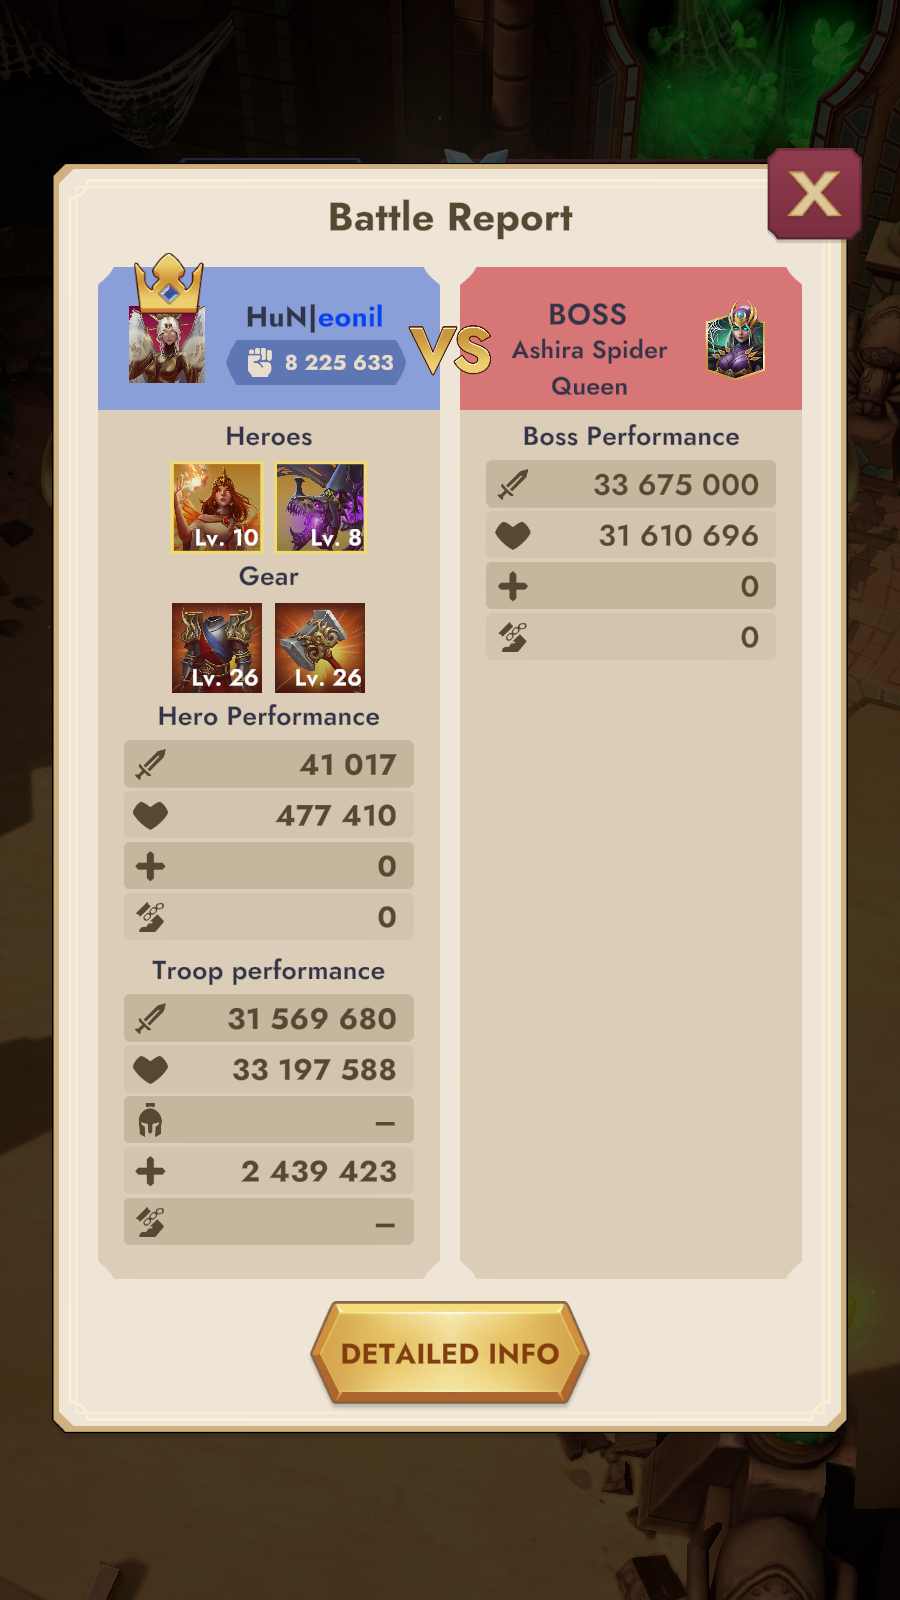 Battle Report
X
HuN|eonil
8 225 633
VS
BOSS
Ashira Spider
Queen
Heroes
Lv. 10
Lv. 8
Gear
Lv. 26
Lv. 26
Hero Performance
41 017
477 410
0
0
Troop performance
31 569 680
33 197 588
–
2 439 423
–
Boss Performance
33 675 000
31 610 696
0
0
DETAILED INFO